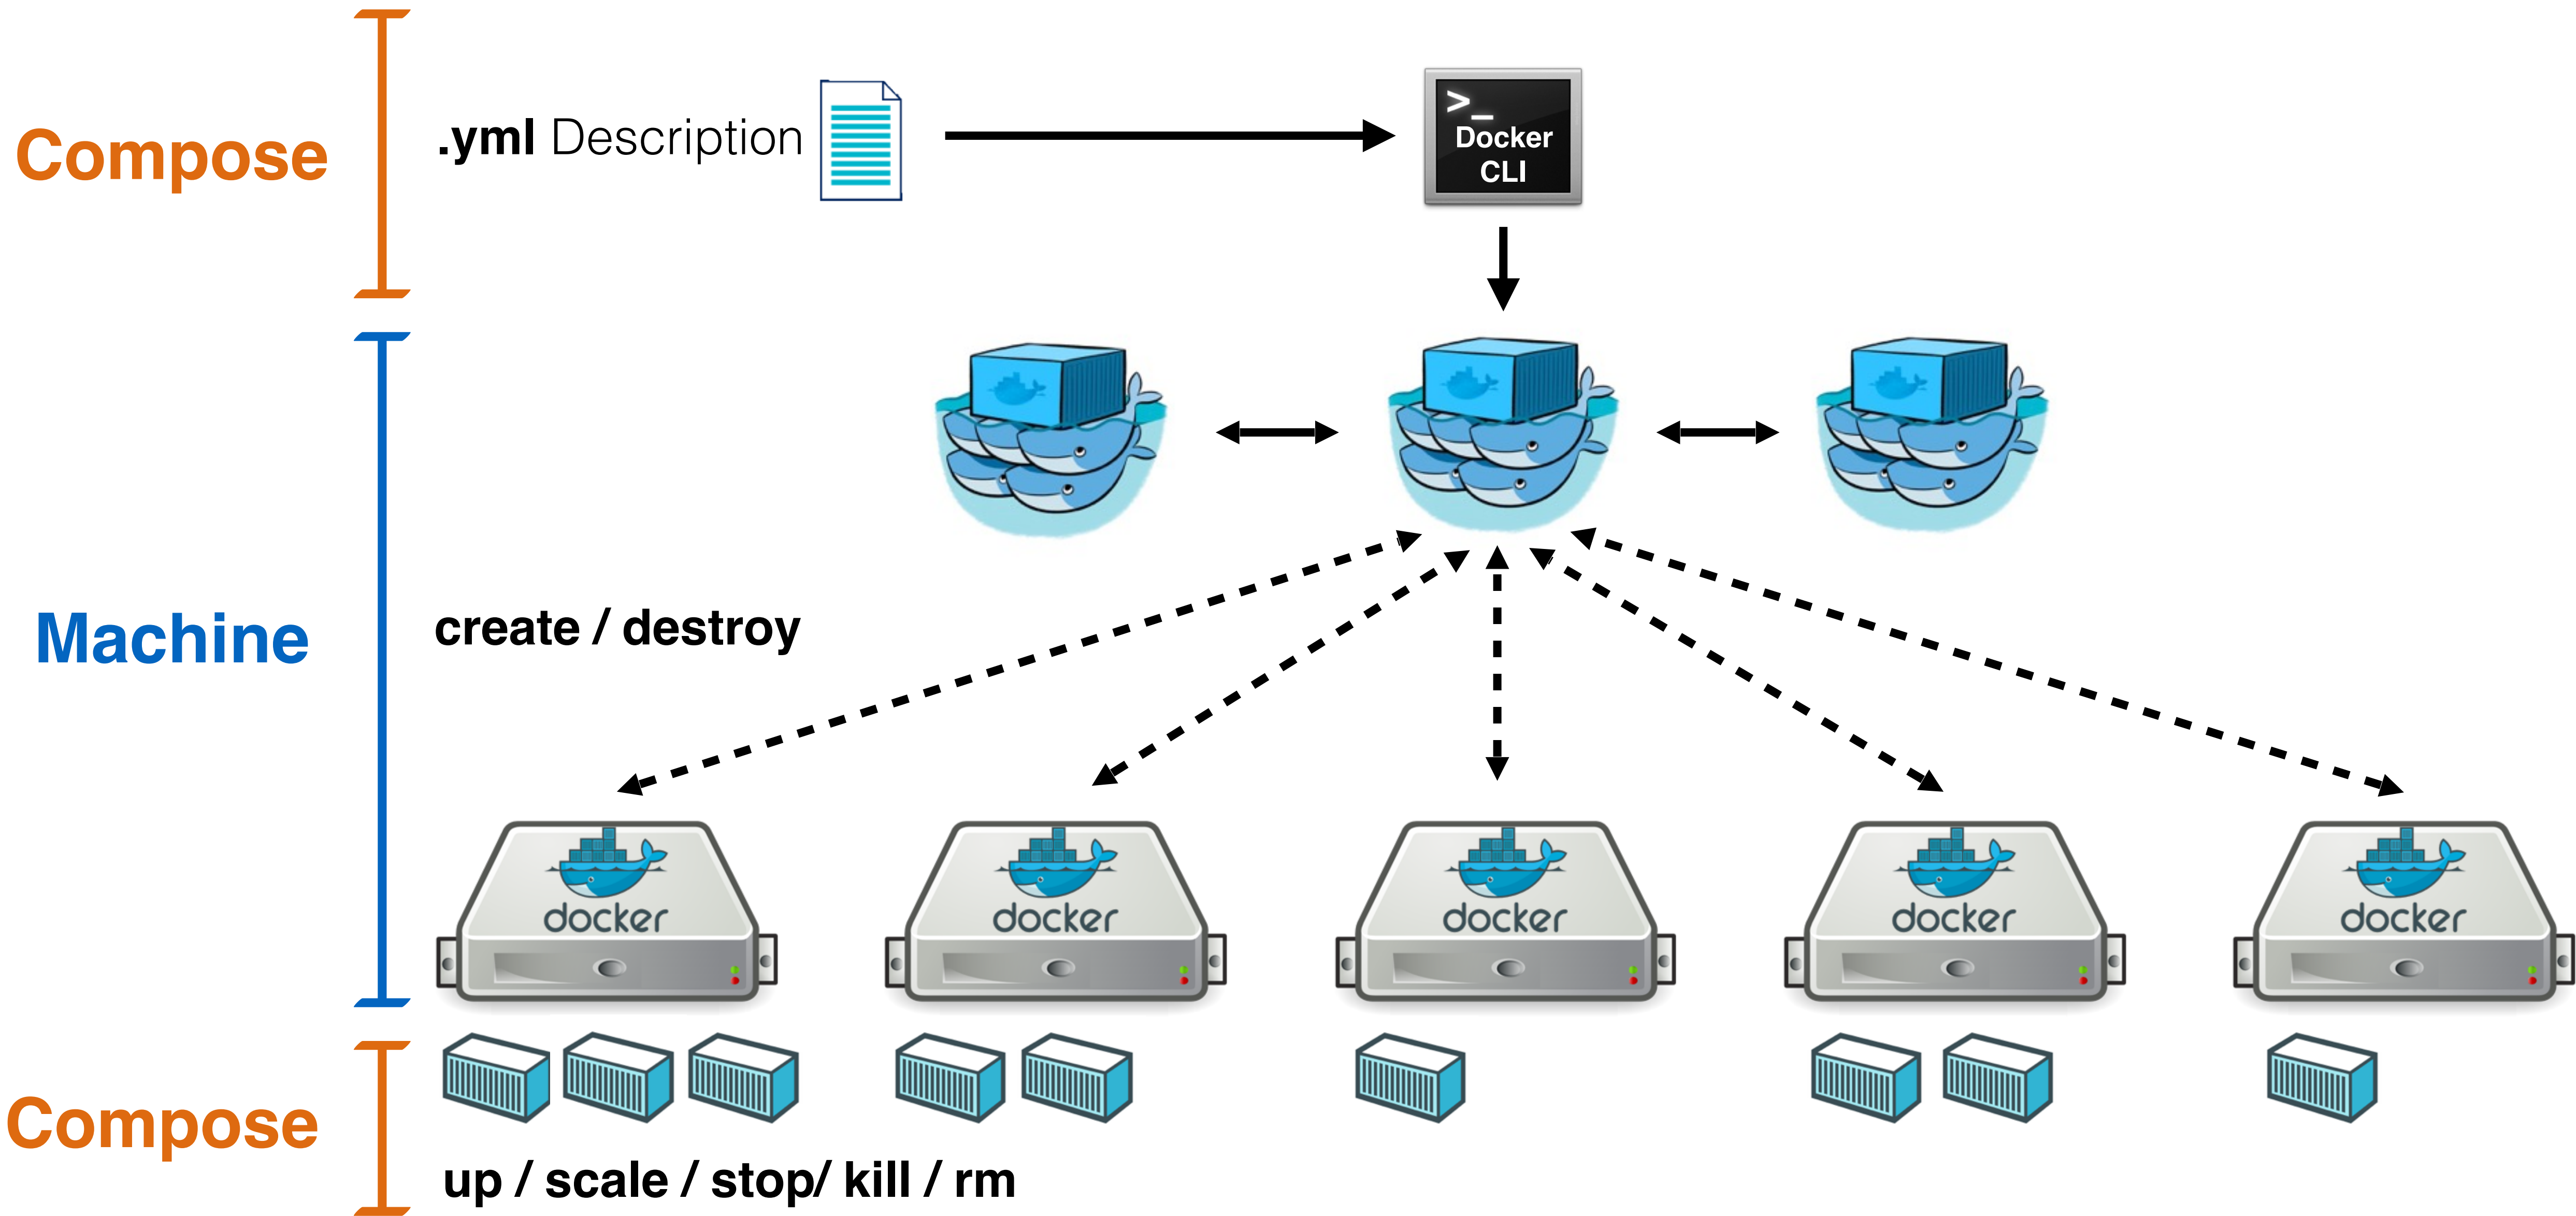 Compose
.yml Description
>_
Docker
CLI
Machine
create / destroy
docker
docker
docker
docker
docker
Compose
up / scale / stop/ kill / rm